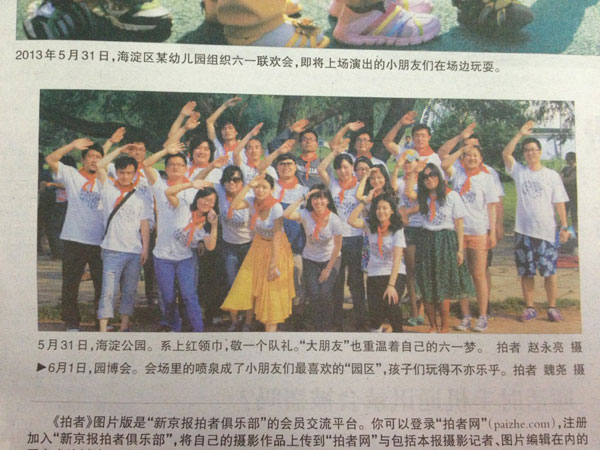 2013年5月31日,海淀区某幼儿园组织六一联欢会,即将上场演出的小朋友们在场边玩耍。
5月31日,海淀公园。系上红领巾,敬一个队礼。“大朋友”也重温着自己的六一梦。 拍者 赵永亮 摄
▶6月1日,园博会。会场里的喷泉成了小朋友们最喜欢的“园区”,孩子们玩得不亦乐乎。拍者 魏尧 摄
《拍者》图片版是“新京报拍者俱乐部”的会员交流平台。你可以登录“拍者网”(paizhe.com),注册
加入“新京报拍者俱乐部”,将自己的摄影作品上传到“拍者网”与包括本报摄影记者、图片编辑在内的